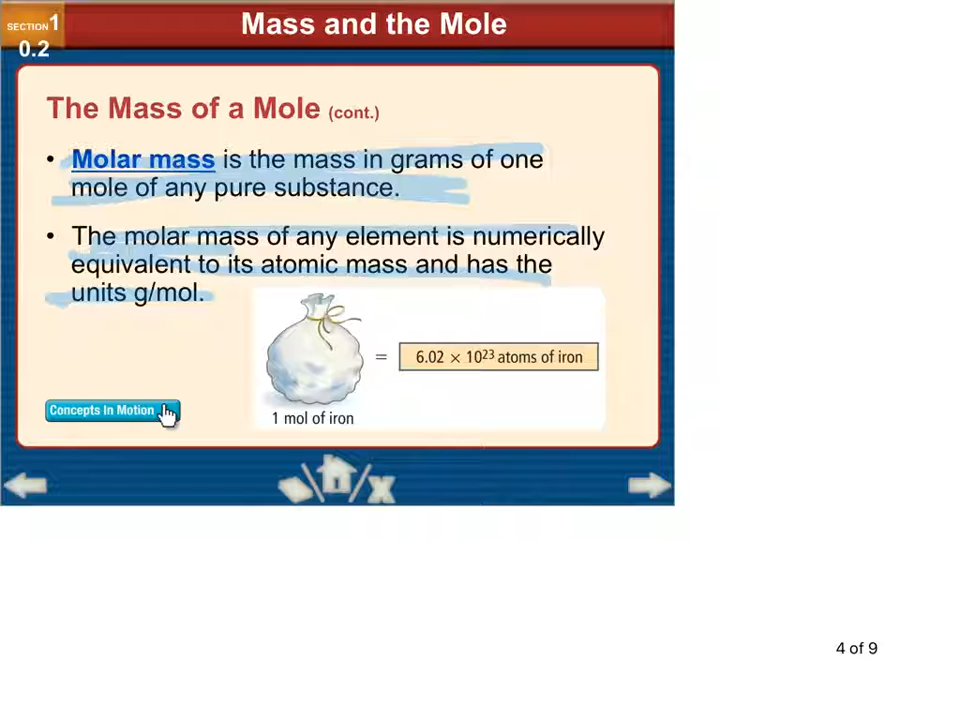 SECTION 1
0.2
Mass and the Mole
The Mass of a Mole (cont.)
• Molar mass is the mass in grams of one
mole of any pure substance.
• The molar mass of any element is numerically
equivalent to its atomic mass and has the
units g/mol.
= 6.02 × 10²³ atoms of iron
1 mol of iron
Concepts In Motion
X
4 of 9